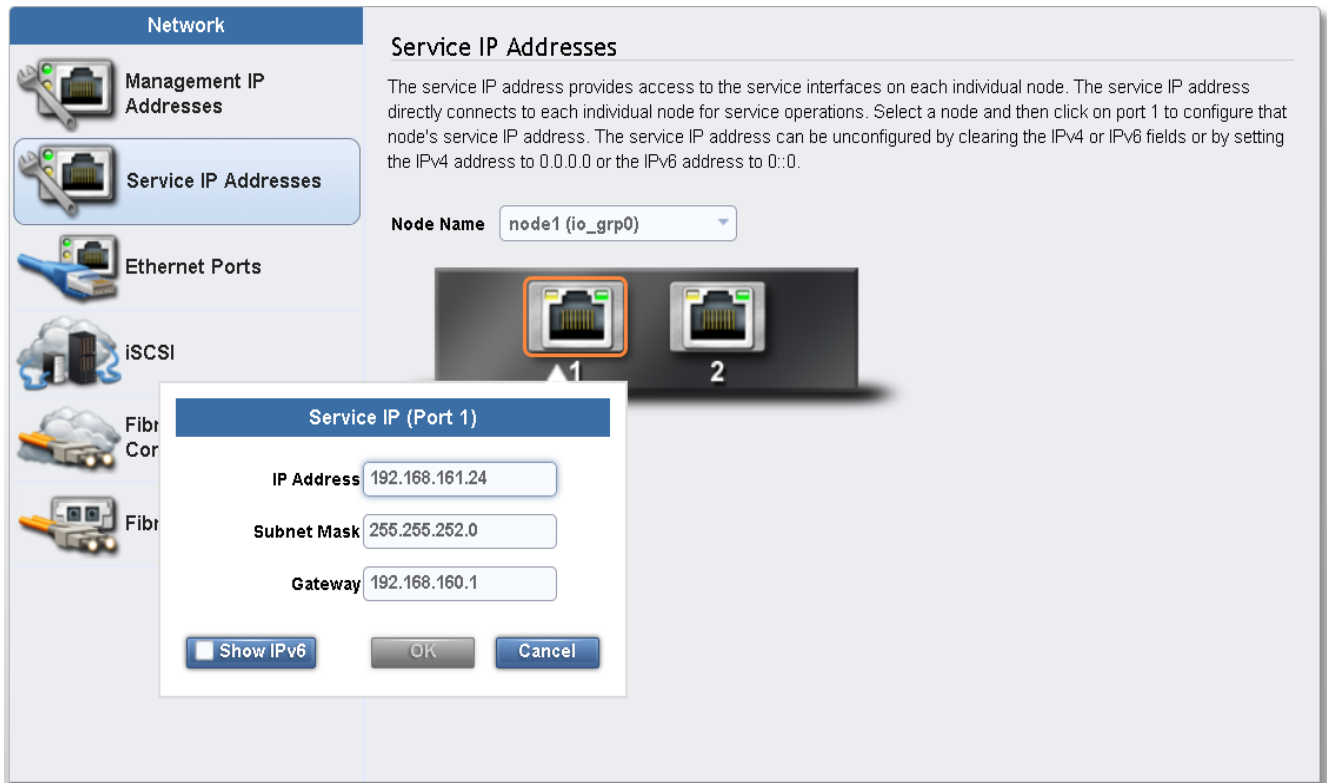 Network
Management IP
Addresses
Service IP Addresses
Ethernet Ports
iSCSI
Service IP Addresses
The service IP address provides access to the service interfaces on each individual node. The service IP address
directly connects to each individual node for service operations. Select a node and then click on port 1 to configure that
node's service IP address. The service IP address can be unconfigured by clearing the IPv4 or IPv6 fields or by setting
the IPv4 address to 0.0.0.0 or the IPv6 address to 0::0.
Node Name node1 (io_grp0)
1 2
Service IP (Port 1)
IP Address 192.168.161.24
Subnet Mask 255.255.252.0
Gateway 192.168.160.1
Show IPv6 OK Cancel